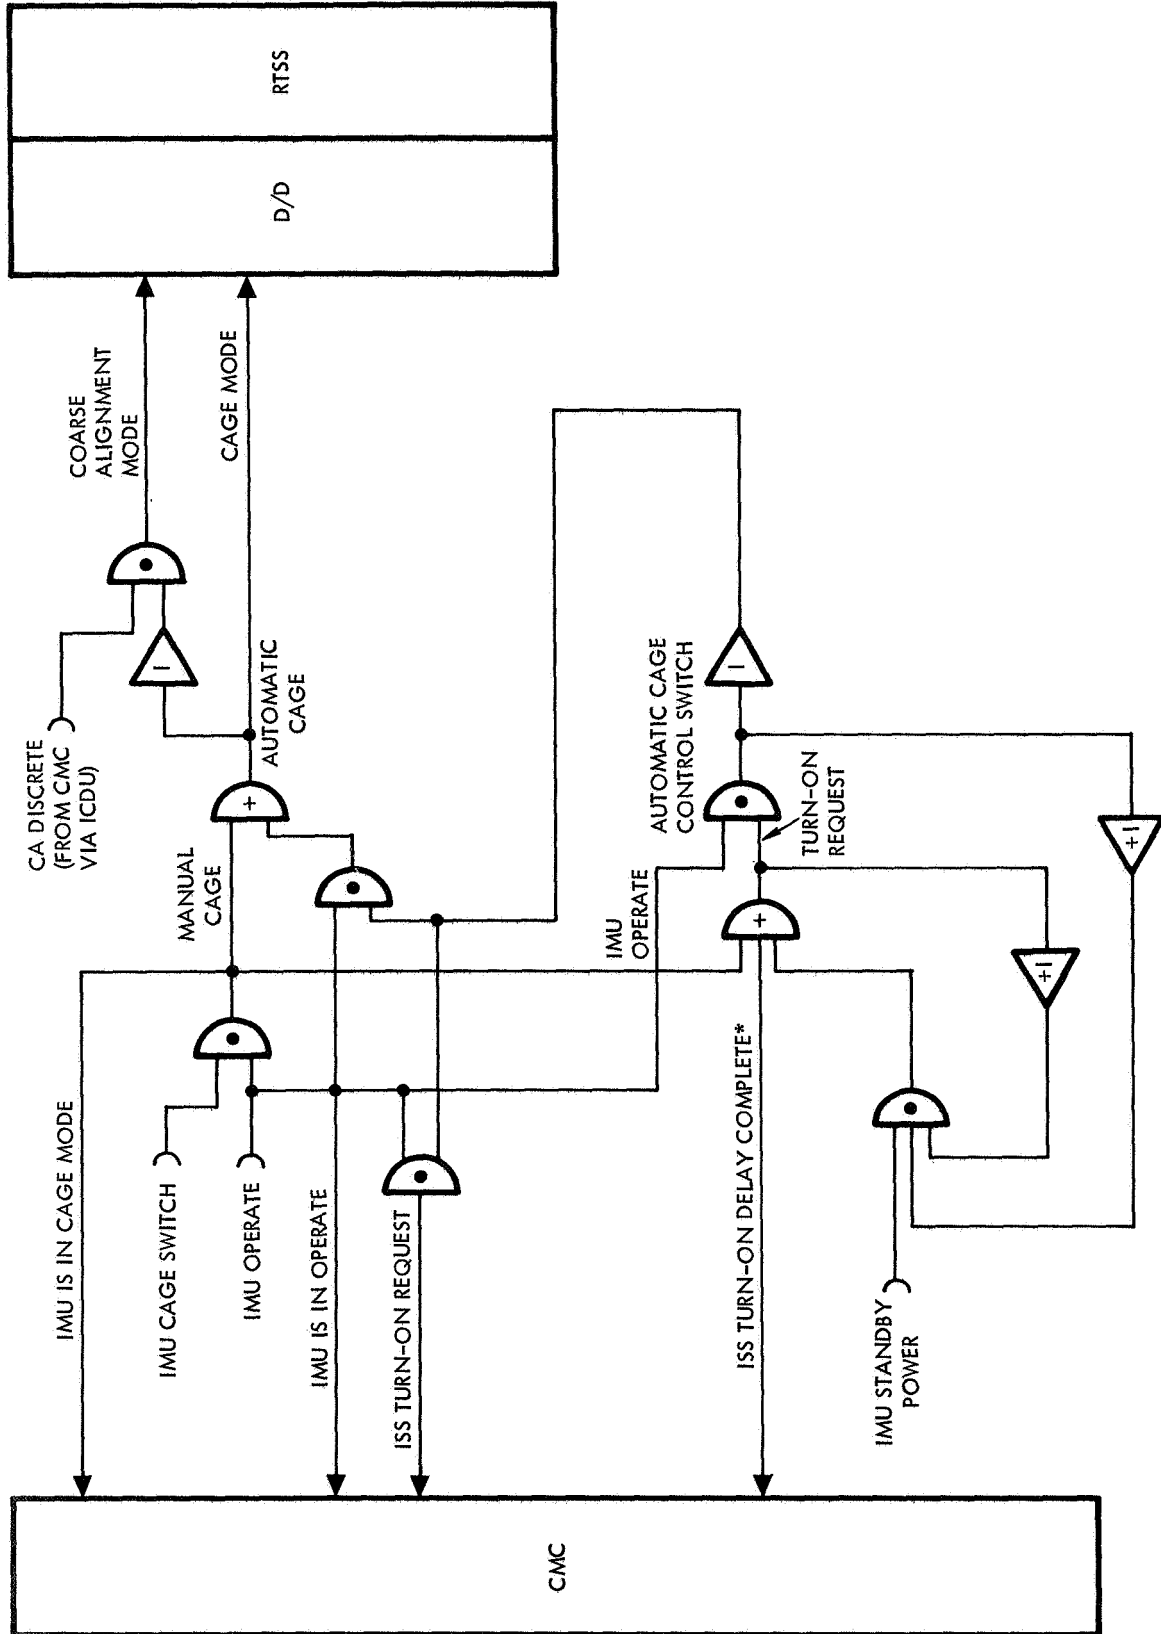 RTSS
D/D
COARSE
ALIGNMENT
MODE
CAGE MODE
CA DISCRETE
(FROM CMC
VIA ICDU)
AUTOMATIC
CAGE
MANUAL
CAGE
AUTOMATIC CAGE
CONTROL SWITCH
TURN-ON
REQUEST
IMU
OPERATE
IMU IS IN CAGE MODE
IMU CAGE SWITCH
IMU OPERATE
IMU IS IN OPERATE
ISS TURN-ON REQUEST
ISS TURN-ON DELAY COMPLETE*
IMU STANDBY
POWER
CMC